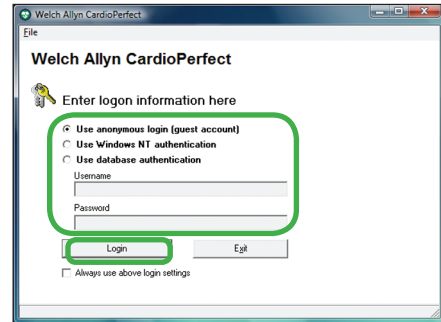 Welch Allyn CardioPerfect
File
Welch Allyn CardioPerfect
Enter logon information here
Use anonymous login (guest account)
Use Windows NT authentication
Use database authentication
Username
Password
Login
Exit
Always use above login settings